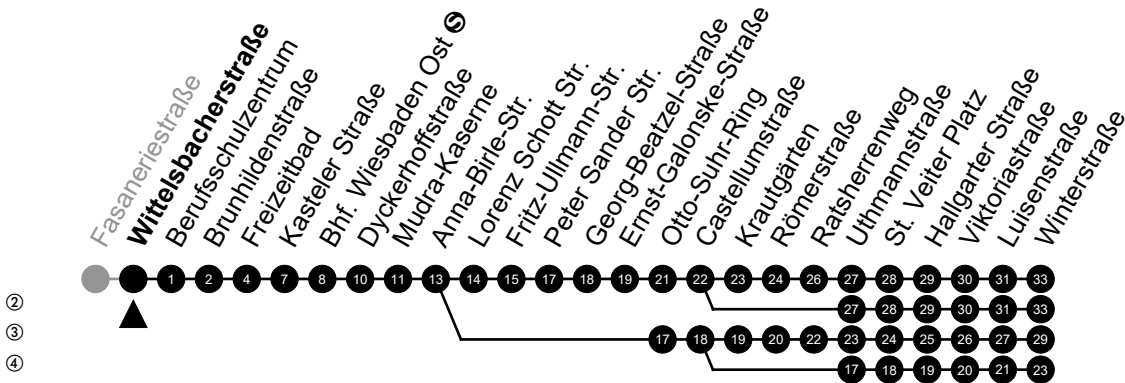 Fasaneriestraße
Wittelsbacherstraße
Berufsschulzentrum
Brunhildenstraße
Freizeitbad
Kasteler Straße
Bhf. Wiesbaden Ost S
Dyckerhoffstraße
Mudra-Kaserne
Anna-Birle-Str.
Lorenz Schott Str.
Fritz-Ullmann-Str.
Peter Sander Str.
Georg-Beatzel-Straße
Ernst-Galonske-Straße
Otto-Suhr-Ring
Castellumstraße
Krautgärten
Römerstraße
Ratsherrenweg
Uthmannstraße
St. Veiter Platz
Hallgarter Straße
Viktoriastraße
Luisenstraße
Winterstraße
1 2 4 7 8 10 11 13 14 15 17 18 19 21 22 23 24 26 27 28 29 30 31 33
② 27 28 29 30 31 33
③ 17 18 19 20 22 23 24 25 26 27 29
④ 17 18 19 20 21 23